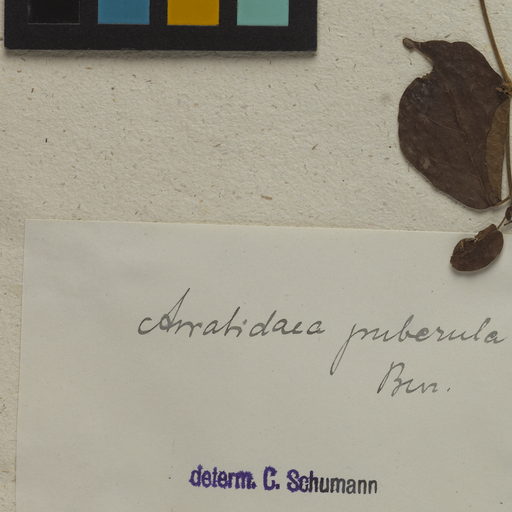 Arrabidaea puberula
Bur.
determ. C. Schumann